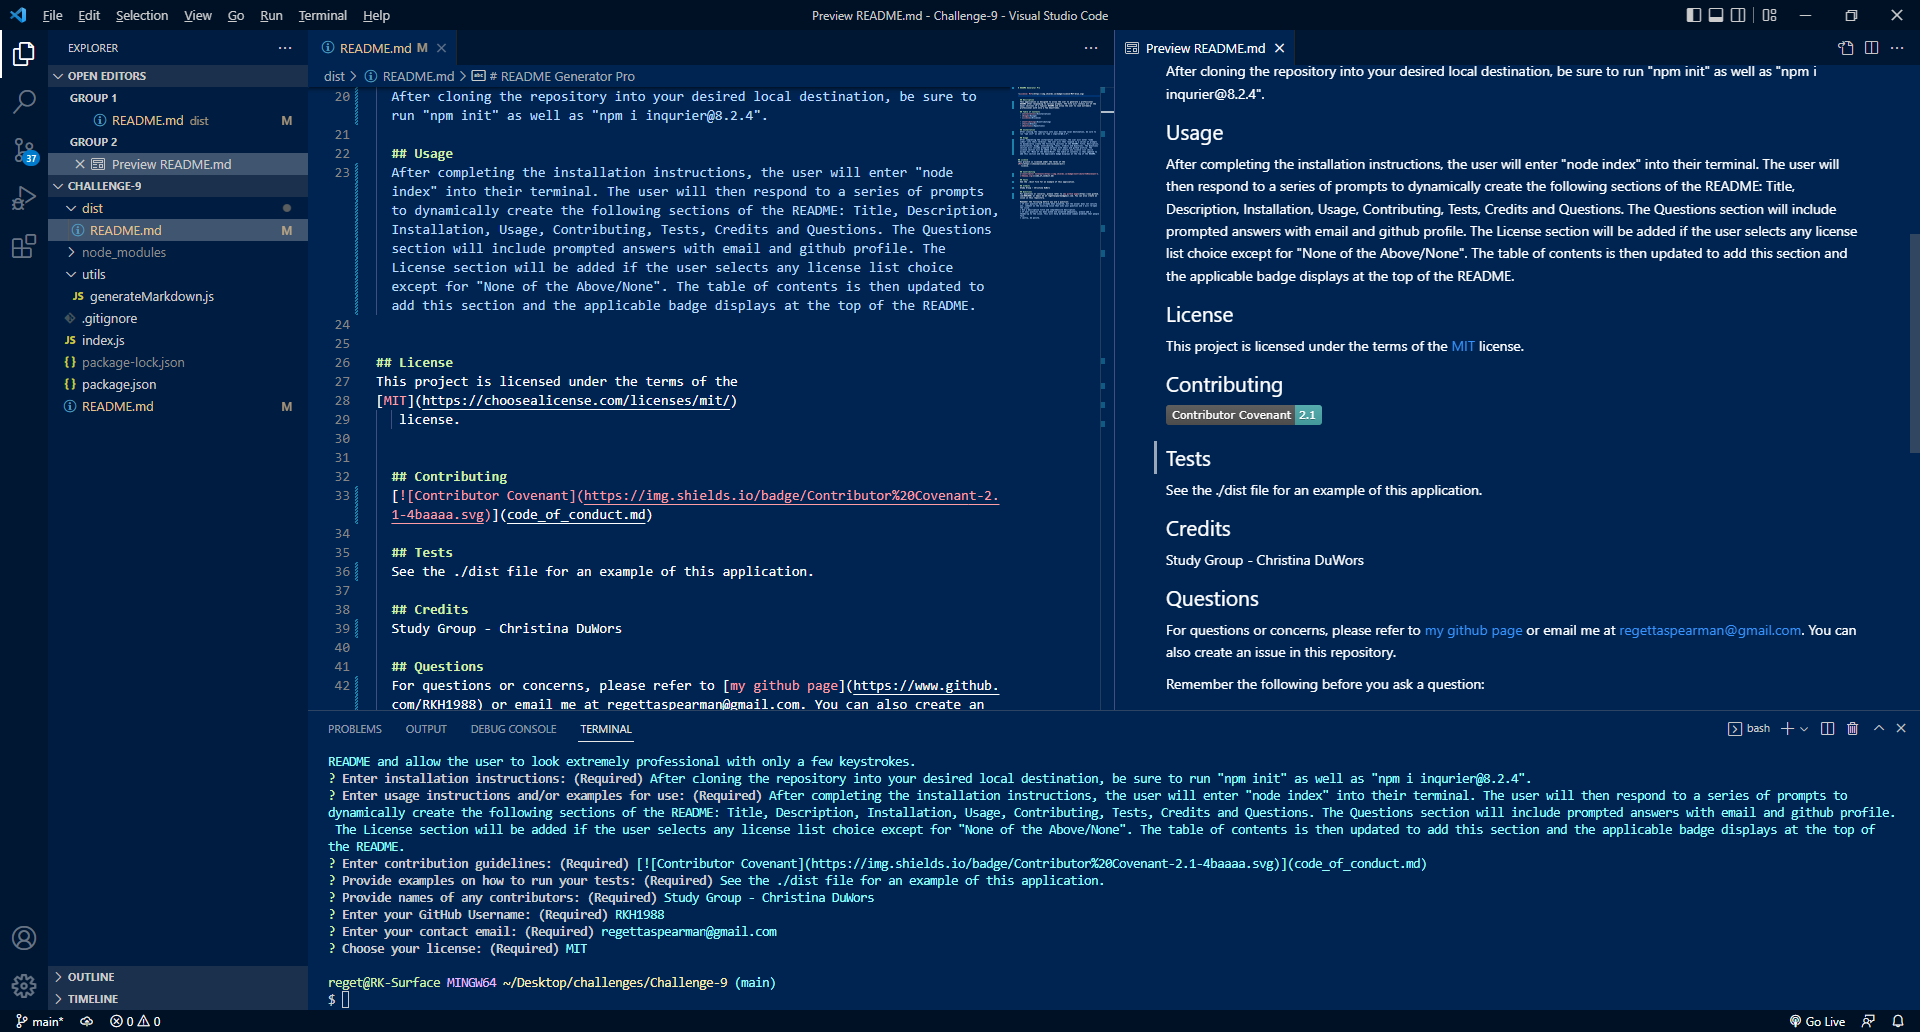 File Edit Selection View Go Run Terminal Help
Preview README.md - Challenge-9 - Visual Studio Code
EXPLORER
OPEN EDITORS
GROUP 1
README.md dist M
GROUP 2
Preview README.md
CHALLENGE-9
dist
README.md M
node_modules
utils
JS generateMarkdown.js
.gitignore
JS index.js
{} package-lock.json
{} package.json
README.md M
OUTLINE
TIMELINE
37
README.md M
dist > README.md > # README Generator Pro
20 After cloning the repository into your desired local destination, be sure to
run "npm init" as well as "npm i inqurier@8.2.4".
21
22 ## Usage
23 After completing the installation instructions, the user will enter "node
index" into their terminal. The user will then respond to a series of prompts
to dynamically create the following sections of the README: Title, Description,
Installation, Usage, Contributing, Tests, Credits and Questions. The Questions
section will include prompted answers with email and github profile. The
License section will be added if the user selects any license list choice
except for "None of the Above/None". The table of contents is then updated to
add this section and the applicable badge displays at the top of the README.
24
25
26 ## License
27 This project is licensed under the terms of the
28 [MIT](https://choosealicense.com/licenses/mit/)
29 license.
30
31
32 ## Contributing
33 [![Contributor Covenant](https://img.shields.io/badge/Contributor%20Covenant-2.
1-4baaaa.svg)](code_of_conduct.md)
34
35 ## Tests
36 See the ./dist file for an example of this application.
37
38 ## Credits
39 Study Group - Christina DuWors
40
41 ## Questions
42 For questions or concerns, please refer to [my github page](https://www.github.
com/RKH1988) or email me at regettaspearman@gmail.com. You can also create an
Preview README.md
After cloning the repository into your desired local destination, be sure to run "npm init" as well as "npm i
inqurier@8.2.4".
Usage
After completing the installation instructions, the user will enter "node index" into their terminal. The user will
then respond to a series of prompts to dynamically create the following sections of the README: Title,
Description, Installation, Usage, Contributing, Tests, Credits and Questions. The Questions section will include
prompted answers with email and github profile. The License section will be added if the user selects any license
list choice except for "None of the Above/None". The table of contents is then updated to add this section and
the applicable badge displays at the top of the README.
License
This project is licensed under the terms of the MIT license.
Contributing
Contributor Covenant 2.1
Tests
See the ./dist file for an example of this application.
Credits
Study Group - Christina DuWors
Questions
For questions or concerns, please refer to my github page or email me at regettaspearman@gmail.com. You can
also create an issue in this repository.
Remember the following before you ask a question:
PROBLEMS OUTPUT DEBUG CONSOLE TERMINAL
bash
README and allow the user to look extremely professional with only a few keystrokes.
? Enter installation instructions: (Required) After cloning the repository into your desired local destination, be sure to run "npm init" as well as "npm i inqurier@8.2.4".
? Enter usage instructions and/or examples for use: (Required) After completing the installation instructions, the user will enter "node index" into their terminal. The user will then respond to a series of prompts to
dynamically create the following sections of the README: Title, Description, Installation, Usage, Contributing, Tests, Credits and Questions. The Questions section will include prompted answers with email and github profile.
The License section will be added if the user selects any license list choice except for "None of the Above/None". The table of contents is then updated to add this section and the applicable badge displays at the top of
the README.
? Enter contribution guidelines: (Required) [![Contributor Covenant](https://img.shields.io/badge/Contributor%20Covenant-2.1-4baaaa.svg)](code_of_conduct.md)
? Provide examples on how to run your tests: (Required) See the ./dist file for an example of this application.
? Provide names of any contributors: (Required) Study Group - Christina DuWors
? Enter your GitHub Username: (Required) RKH1988
? Enter your contact email: (Required) regettaspearman@gmail.com
? Choose your license: (Required) MIT
reget@RK-Surface MINGW64 ~/Desktop/challenges/Challenge-9 (main)
$
main* 0 0
Go Live